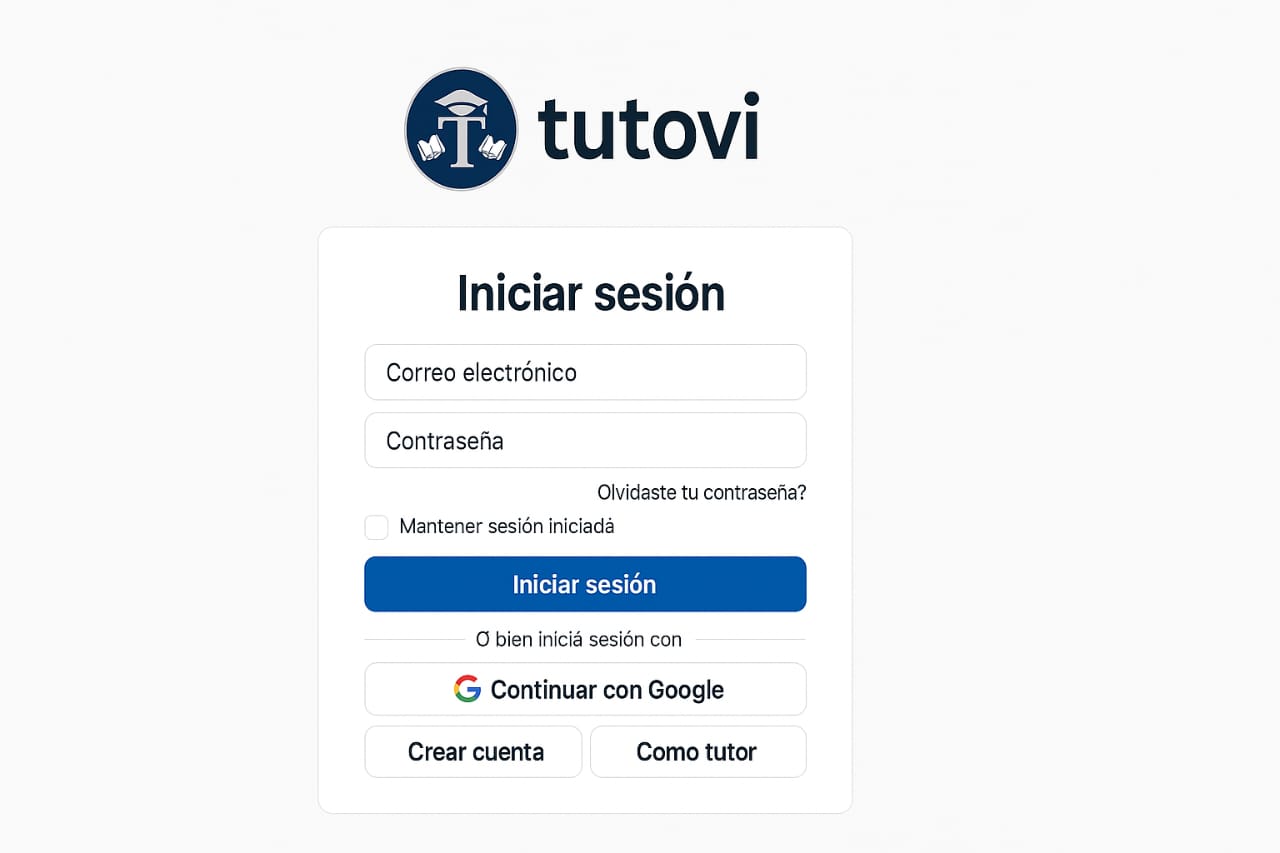 T
tutovi
Iniciar sesión
Correo electrónico
Contraseña
Olvidaste tu contraseña?
Mantener sesión iniciadȧ
Iniciar sesión
Ó bien iniciá sesión con
G Continuar con Google
Crear cuenta
Como tutor